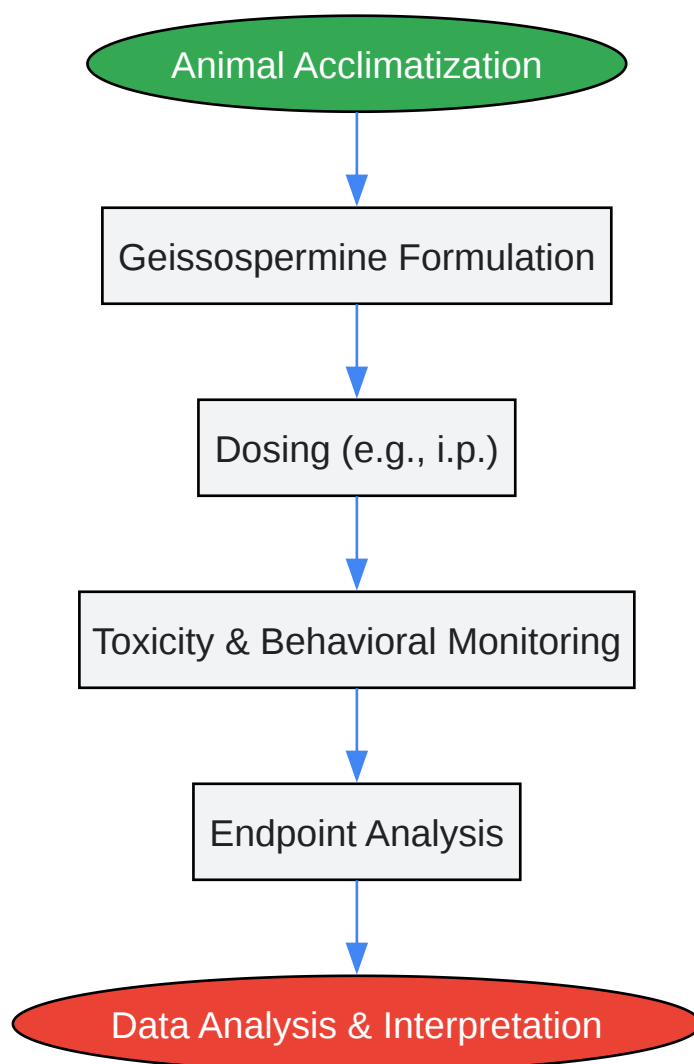 Animal Acclimatization
Geissospermine Formulation
Dosing (e.g., i.p.)
Toxicity & Behavioral Monitoring
Endpoint Analysis
Data Analysis & Interpretation